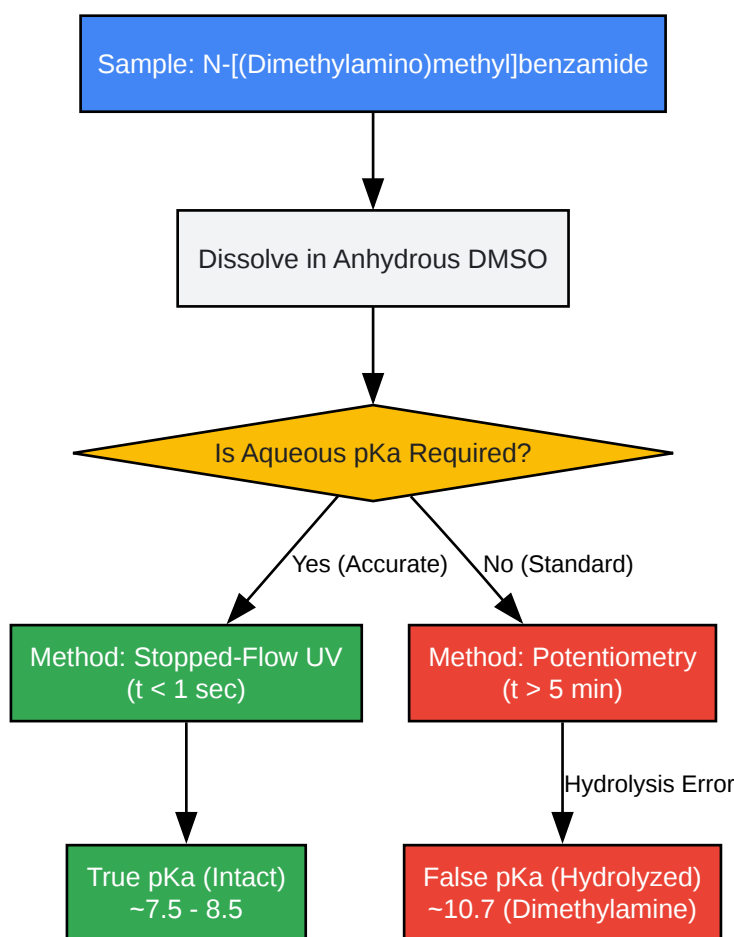 Sample: N-[(Dimethylamino)methyl]benzamide
Dissolve in Anhydrous DMSO
Is Aqueous pKa Required?
Yes (Accurate)
No (Standard)
Method: Stopped-Flow UV
(t < 1 sec)
Method: Potentiometry
(t > 5 min)
Hydrolysis Error
True pKa (Intact)
~7.5 - 8.5
False pKa (Hydrolyzed)
~10.7 (Dimethylamine)